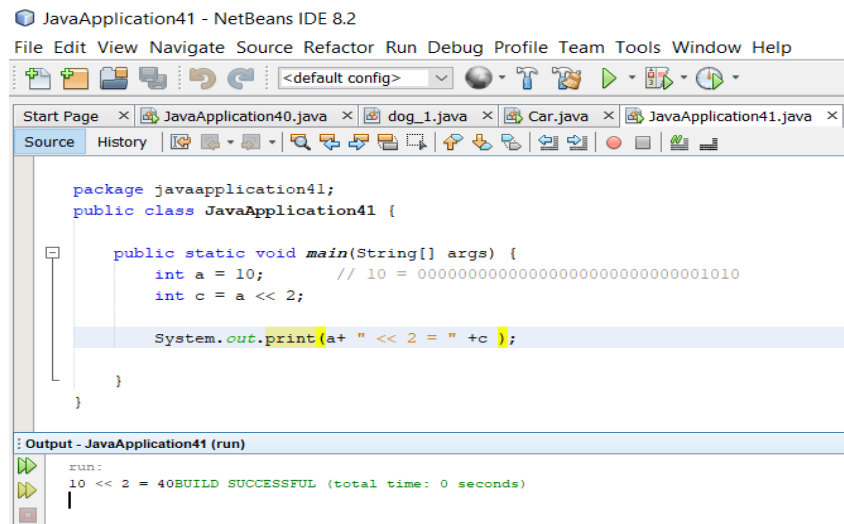 JavaApplication41 - NetBeans IDE 8.2
File Edit View Navigate Source Refactor Run Debug Profile Team Tools Window Help
<default config>
Start Page JavaApplication40.java dog_1.java Car.java JavaApplication41.java
Source History
package javaapplication41;
public class JavaApplication41 {
public static void main(String[] args) {
int a = 10; // 10 = 00000000000000000000000000001010
int c = a << 2;
System.out.print(a+ " << 2 = " +c );
}
}
Output - JavaApplication41 (run)
run:
10 << 2 = 40BUILD SUCCESSFUL (total time: 0 seconds)